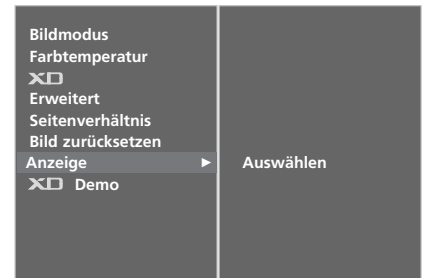 Bildmodus
Farbtemperatur
XD
Erweitert
Seitenverhältnis
Bild zurücksetzen
Anzeige ► Auswählen
XD Demo